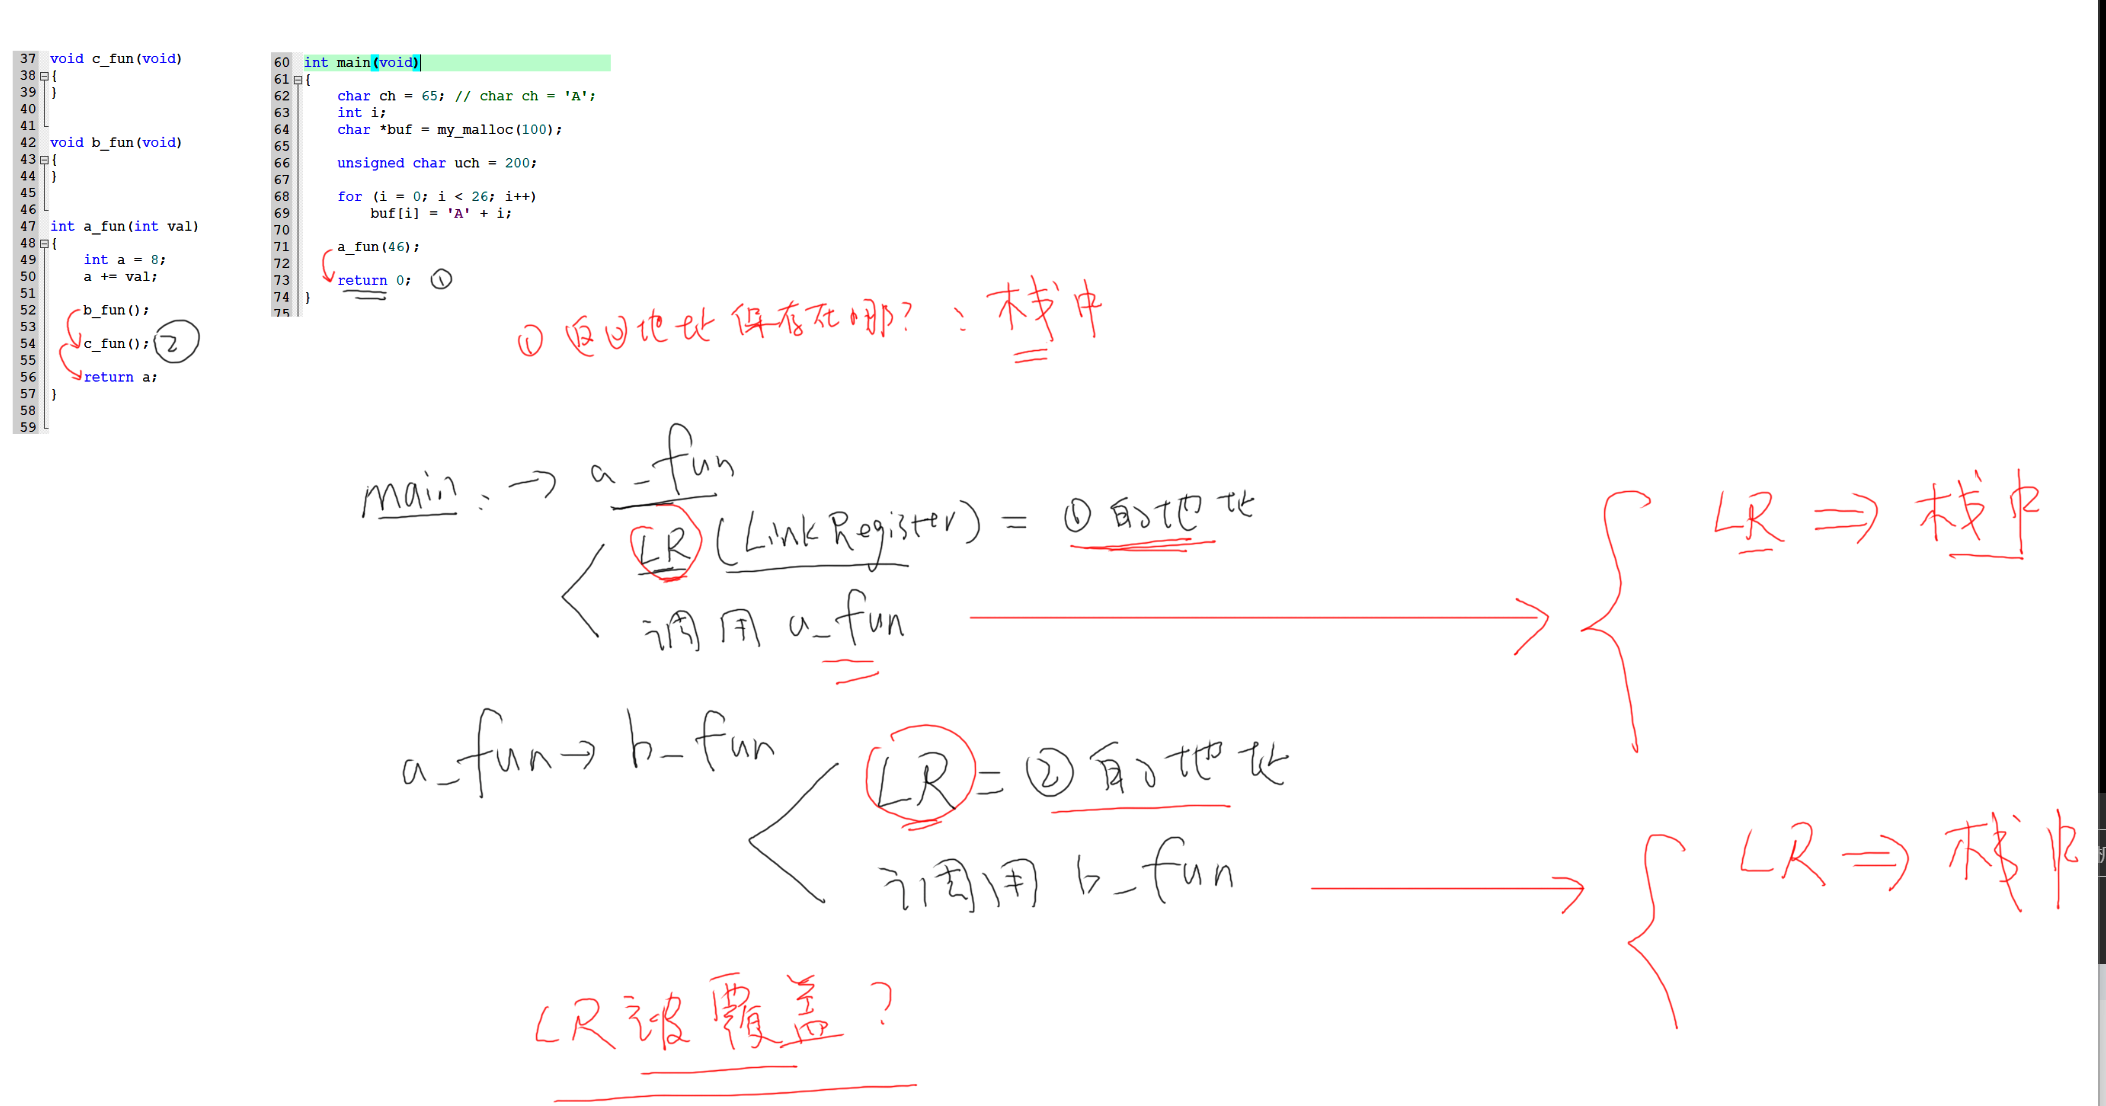 37 void c_fun(void)
38 {
39 }
40
41
42 void b_fun(void)
43 {
44 }
45
46
47 int a_fun(int val)
48 {
49 int a = 8;
50 a += val;
51
52 b_fun();
53
54 c_fun(); ②
55
56 return a;
57 }
58
59
60 int main(void)
61 {
62 char ch = 65; // char ch = 'A';
63 int i;
64 char *buf = my_malloc(100);
65
66 unsigned char uch = 200;
67
68 for (i = 0; i < 26; i++)
69 buf[i] = 'A' + i;
70
71 a_fun(46);
72
73 return 0; ①
74 }
75
① 返回地址保存在哪? : 栈中
main: → a_fun
LR (Link Register) = ①的地址
调用 a_fun
LR ⇒ 栈中
a_fun → b_fun
LR = ②的地址
调用 b_fun
LR ⇒ 栈中
LR被覆盖?